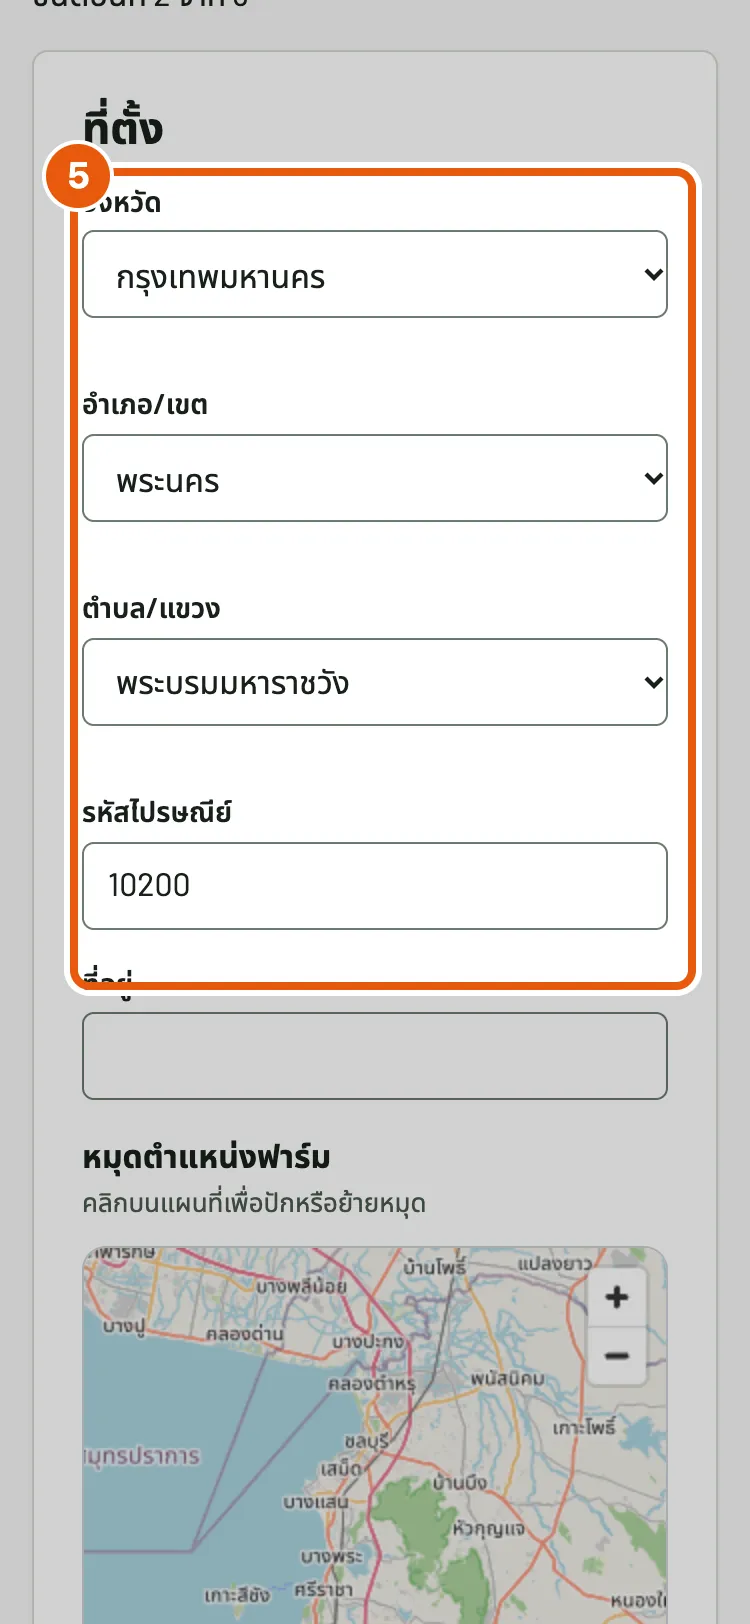 ที่ตั้ง
5
จังหวัด
กรุงเทพมหานคร
อำเภอ/เขต
พระนคร
ตำบล/แขวง
พระบรมมหาราชวัง
รหัสไปรษณีย์
10200
ที่อยู่
หมุดตำแหน่งฟาร์ม
คลิกบนแผนที่เพื่อปักหรือย้ายหมุด
บ้านโพธิ์
แปลงยาว
บางพลีน้อย
+
บางปู
คลองด่าน
บางปะกง
−
คลองตำหรุ
พนัสนิคม
เกาะโพธิ์
ชลบุรี
เสม็ด
บ้านบึง
บางแสน
หัวกุญแจ
บางพระ
เกาะสีชัง
ศรีราชา